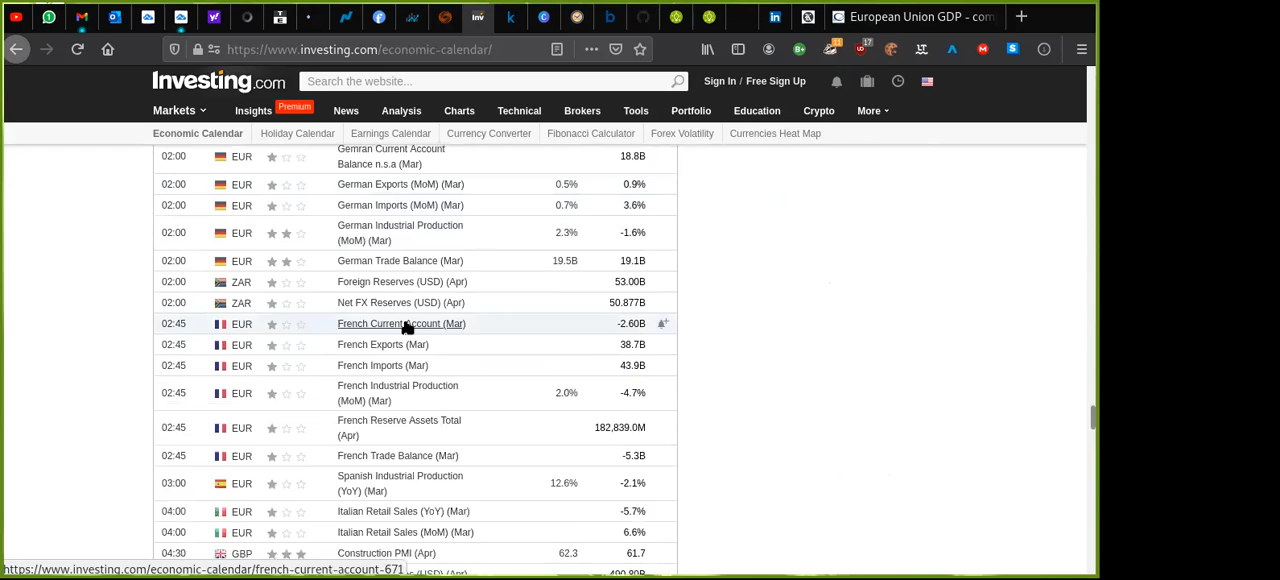 European Union GDP - com
https://www.investing.com/economic-calendar/
Investing.com
Search the website...
Sign In / Free Sign Up
Markets
Insights
Premium
News
Analysis
Charts
Technical
Brokers
Tools
Portfolio
Education
Crypto
More
Economic Calendar
Holiday Calendar
Earnings Calendar
Currency Converter
Fibonacci Calculator
Forex Volatility
Currencies Heat Map
02:00 EUR Gemran Current Account 18.8B
Balance n.s.a (Mar)
02:00 EUR German Exports (MoM) (Mar) 0.5% 0.9%
02:00 EUR German Imports (MoM) (Mar) 0.7% 3.6%
02:00 EUR German Industrial Production 2.3% -1.6%
(MoM) (Mar)
02:00 EUR German Trade Balance (Mar) 19.5B 19.1B
02:00 ZAR Foreign Reserves (USD) (Apr) 53.00B
02:00 ZAR Net FX Reserves (USD) (Apr) 50.877B
02:45 EUR French Current Account (Mar) -2.60B
02:45 EUR French Exports (Mar) 38.7B
02:45 EUR French Imports (Mar) 43.9B
02:45 EUR French Industrial Production 2.0% -4.7%
(MoM) (Mar)
02:45 EUR French Reserve Assets Total 182,839.0M
(Apr)
02:45 EUR French Trade Balance (Mar) -5.3B
03:00 EUR Spanish Industrial Production 12.6% -2.1%
(YoY) (Mar)
04:00 EUR Italian Retail Sales (YoY) (Mar) -5.7%
04:00 EUR Italian Retail Sales (MoM) (Mar) 6.6%
04:30 GBP Construction PMI (Apr) 62.3 61.7
https://www.investing.com/economic-calendar/french-current-account-671
(USD) (Apr) 490.80B